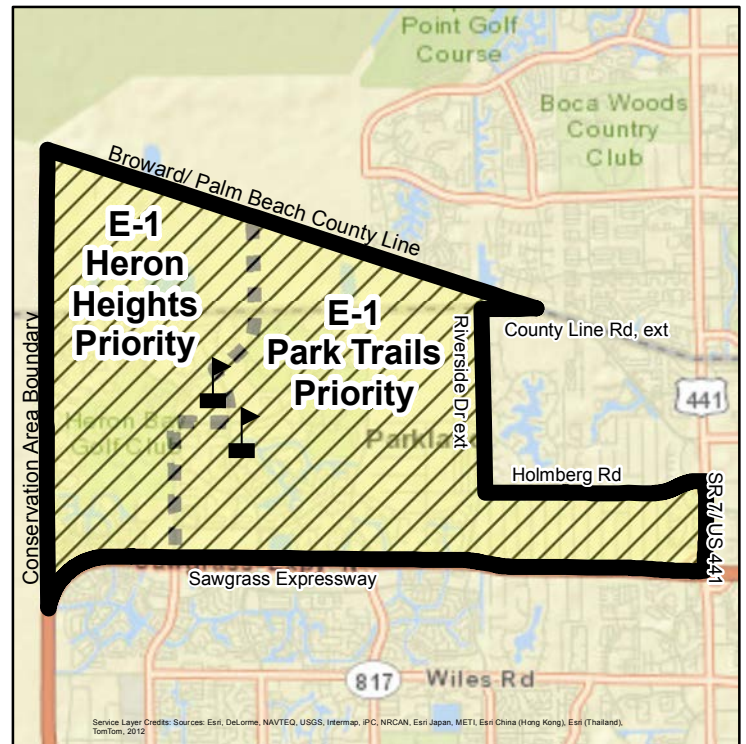 Point Golf
Course
Boca Woods
Country
Club
Broward/ Palm Beach County Line
E-1
Heron
Heights
Priority
E-1
Park Trails
Priority
County Line Rd, ext
Riverside Dr ext
Conservation Area Boundary
441
Golf Club
Holmberg Rd
SR 7/ US 441
Sawgrass Expressway
817
Wiles Rd
Service Layer Credits: Sources: Esri, DeLorme, NAVTEQ, USGS, Intermap, iPC, NRCAN, Esri Japan, METI, Esri China (Hong Kong), Esri (Thailand),
TomTom, 2012